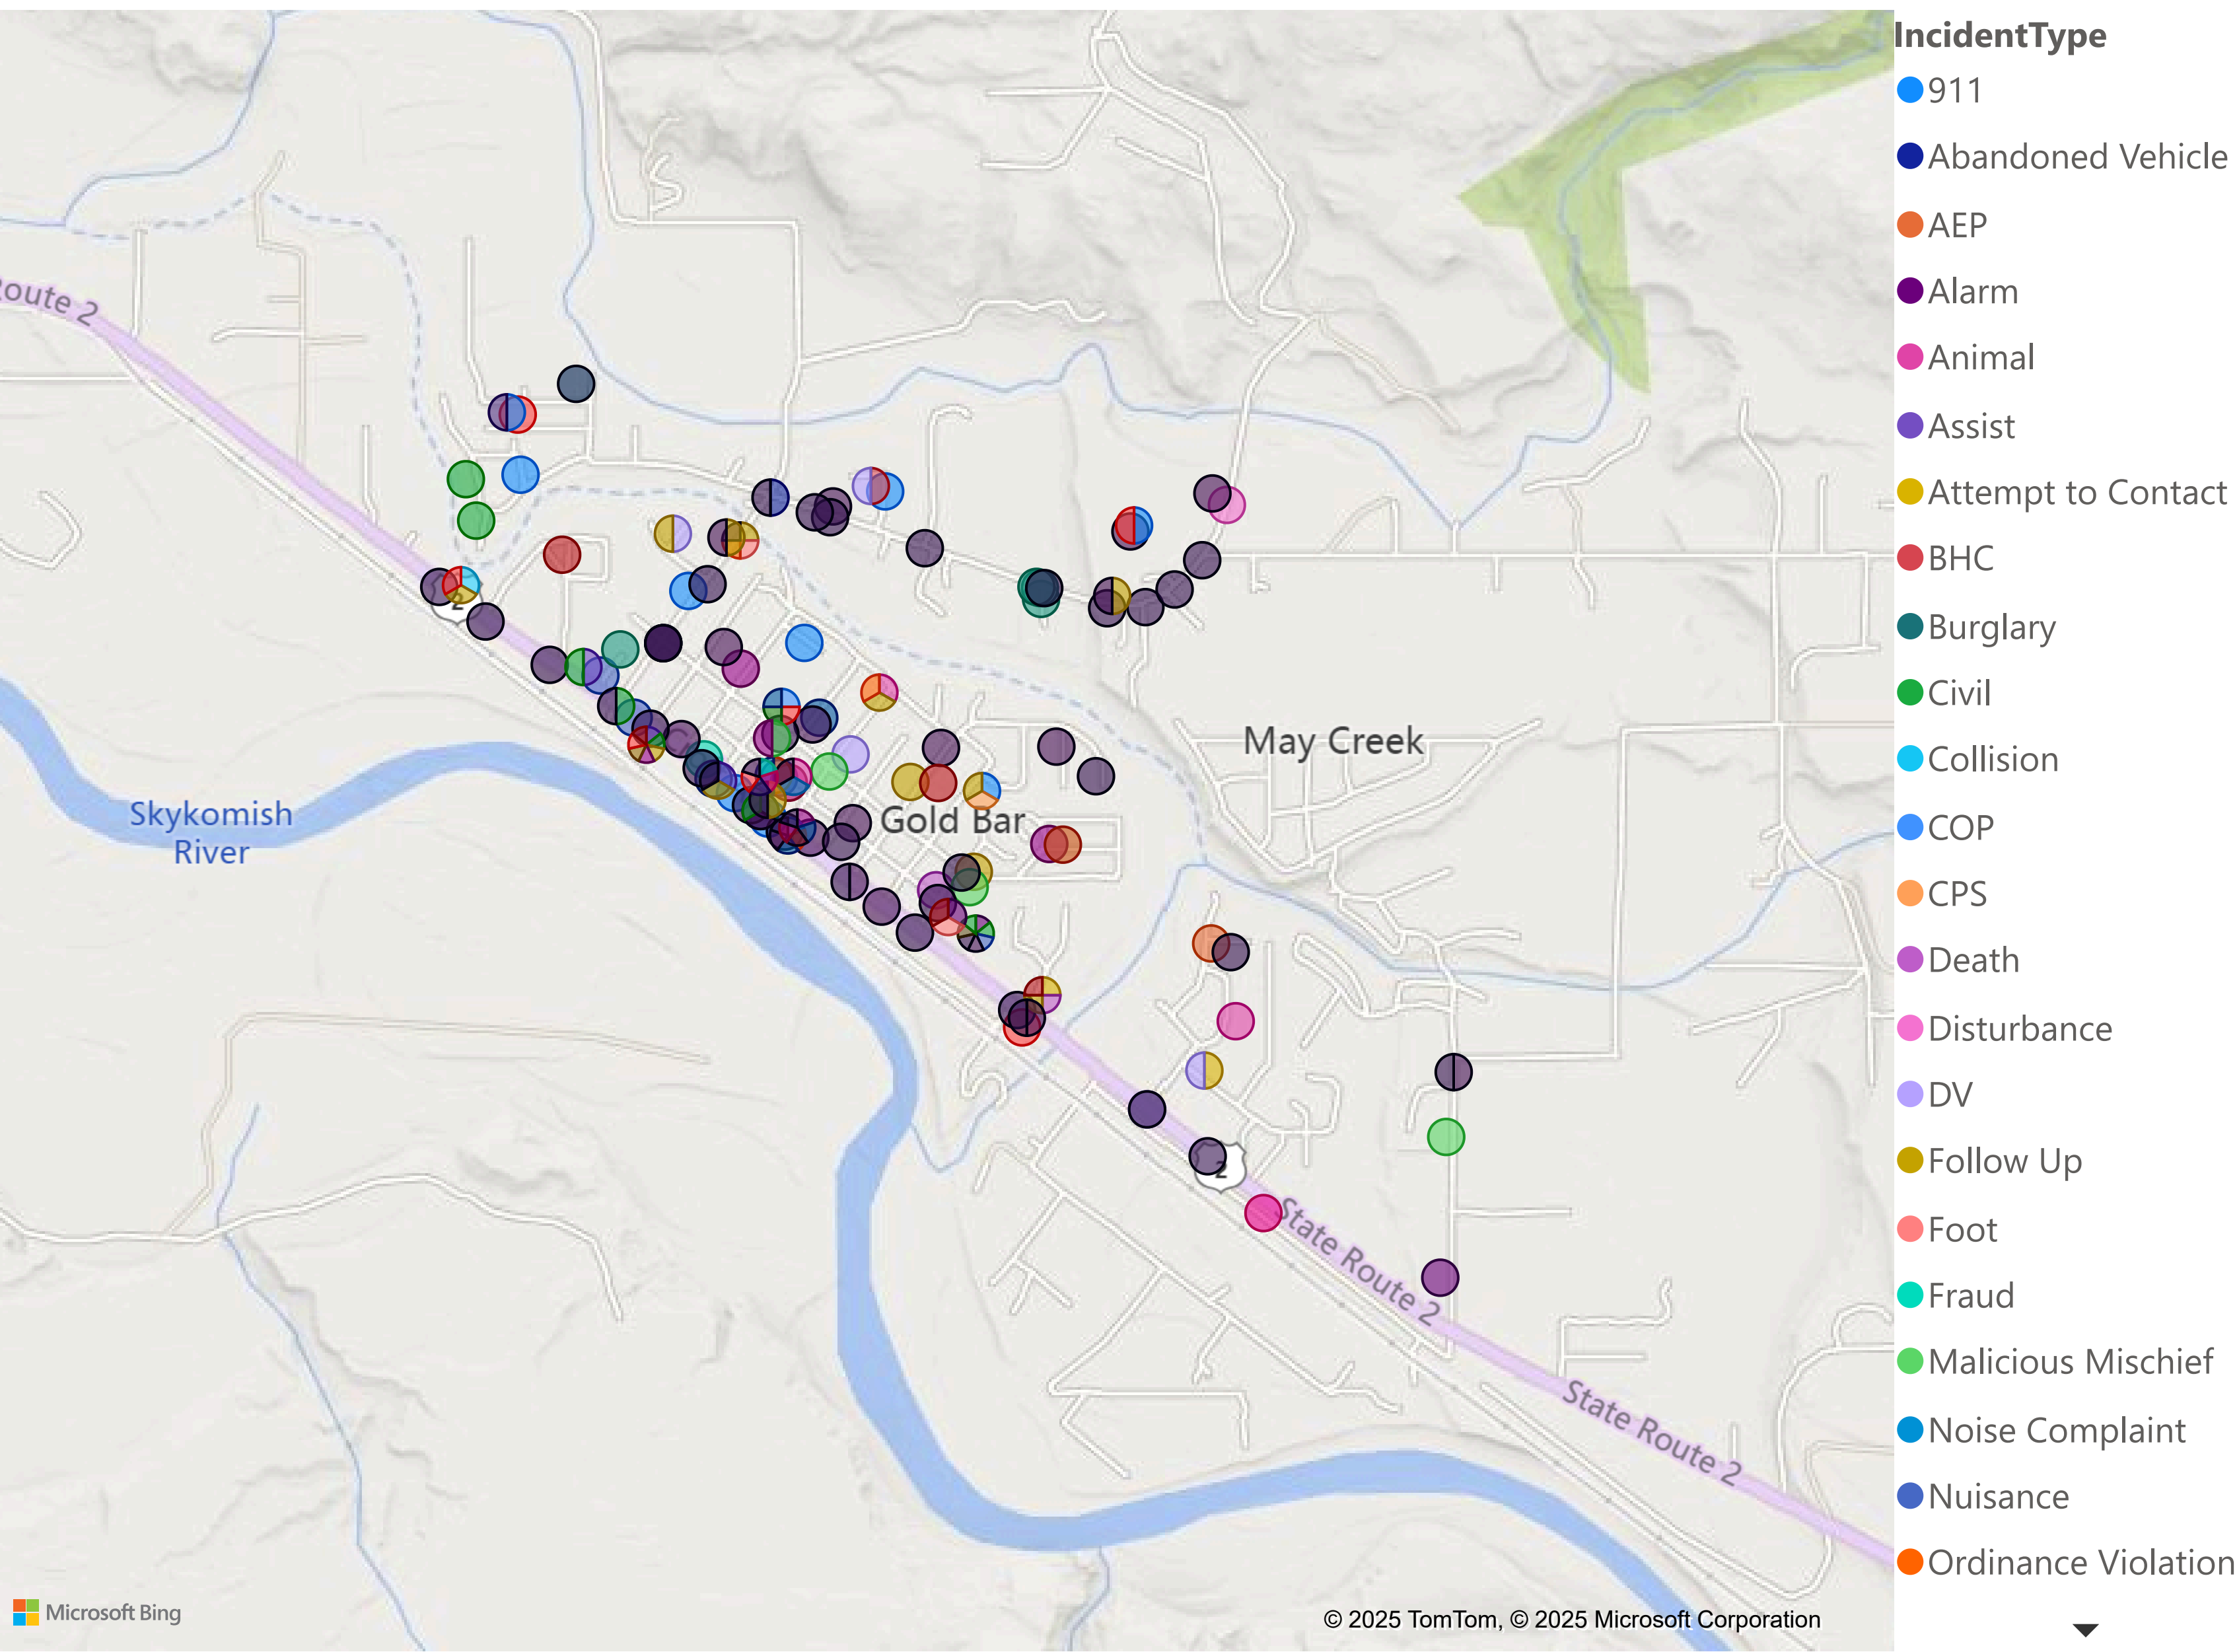 IncidentType
911
Abandoned Vehicle
AEP
Alarm
Animal
Assist
Attempt to Contact
BHC
Burglary
Civil
Collision
COP
CPS
Death
Disturbance
DV
Follow Up
Foot
Fraud
Malicious Mischief
Noise Complaint
Nuisance
Ordinance Violation
Route 2
2
May Creek
Skykomish
River
Gold Bar
2
State Route 2
State Route 2
Microsoft Bing
© 2025 TomTom, © 2025 Microsoft Corporation